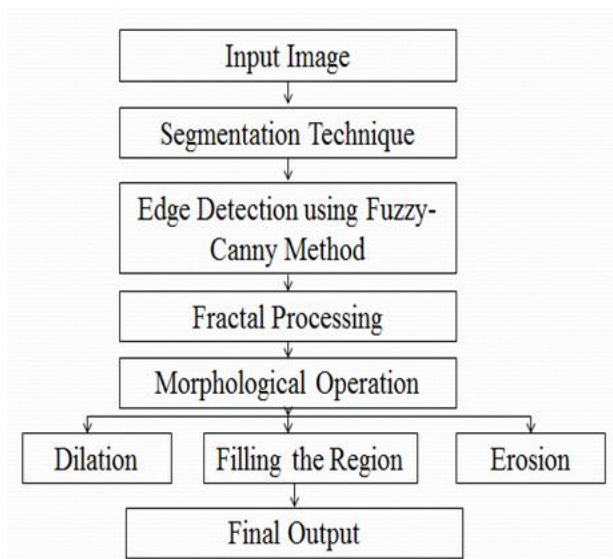 Input Image
Segmentation Technique
Edge Detection using Fuzzy-
Canny Method
Fractal Processing
Morphological Operation
Dilation
Filling the Region
Erosion
Final Output